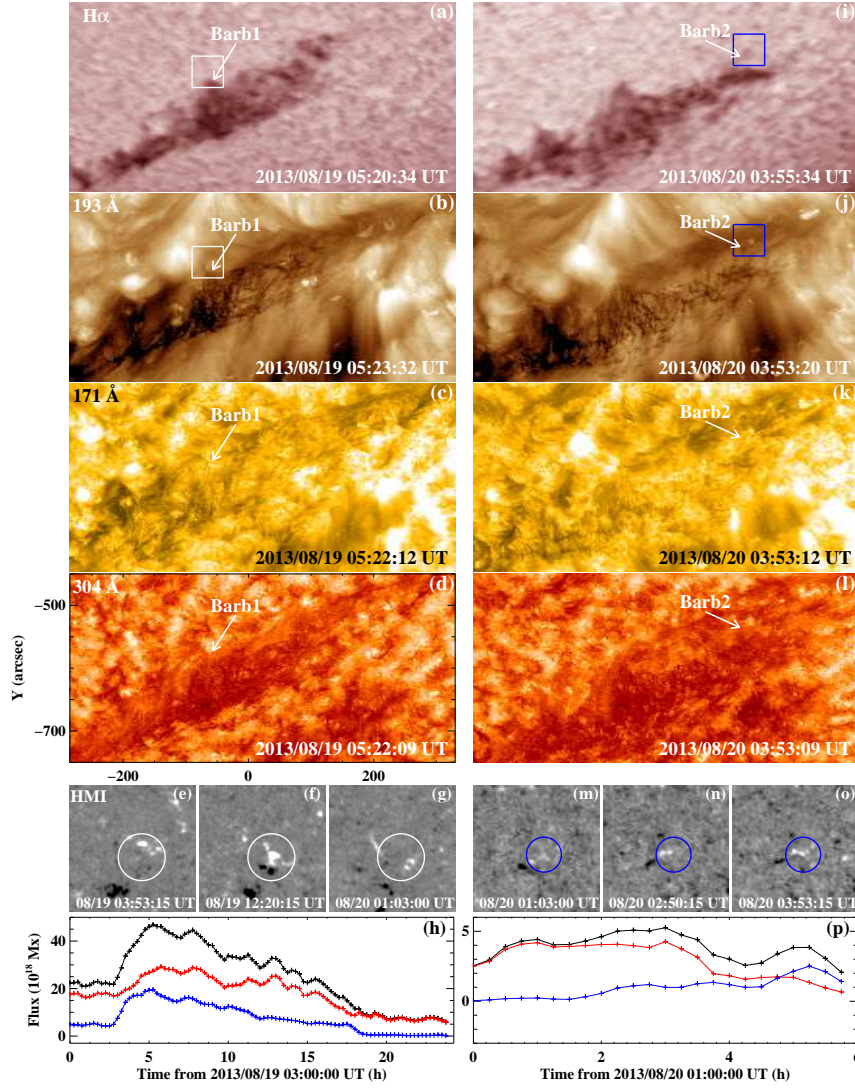 Hα
(a)
Barb1
2013/08/19 05:20:34 UT
(i)
Barb2
2013/08/20 03:55:34 UT
193 Å
(b)
Barb1
2013/08/19 05:23:32 UT
(j)
Barb2
2013/08/20 03:53:20 UT
171 Å
(c)
Barb1
2013/08/19 05:22:12 UT
(k)
Barb2
2013/08/20 03:53:12 UT
304 Å
(d)
Barb1
2013/08/19 05:22:09 UT
−500
−700
Y (arcsec)
−200 0 200
(l)
Barb2
2013/08/20 03:53:09 UT
HMI
(e)
08/19 03:53:15 UT
(f)
08/19 12:20:15 UT
(g)
08/20 01:03:00 UT
(m)
08/20 01:03:00 UT
(n)
08/20 02:50:15 UT
(o)
08/20 03:53:15 UT
(h)
Flux (10¹⁸ Mx)
40
20
0
0 5 10 15 20
Time from 2013/08/19 03:00:00 UT (h)
(p)
5
0
0 2 4 6
Time from 2013/08/20 01:00:00 UT (h)